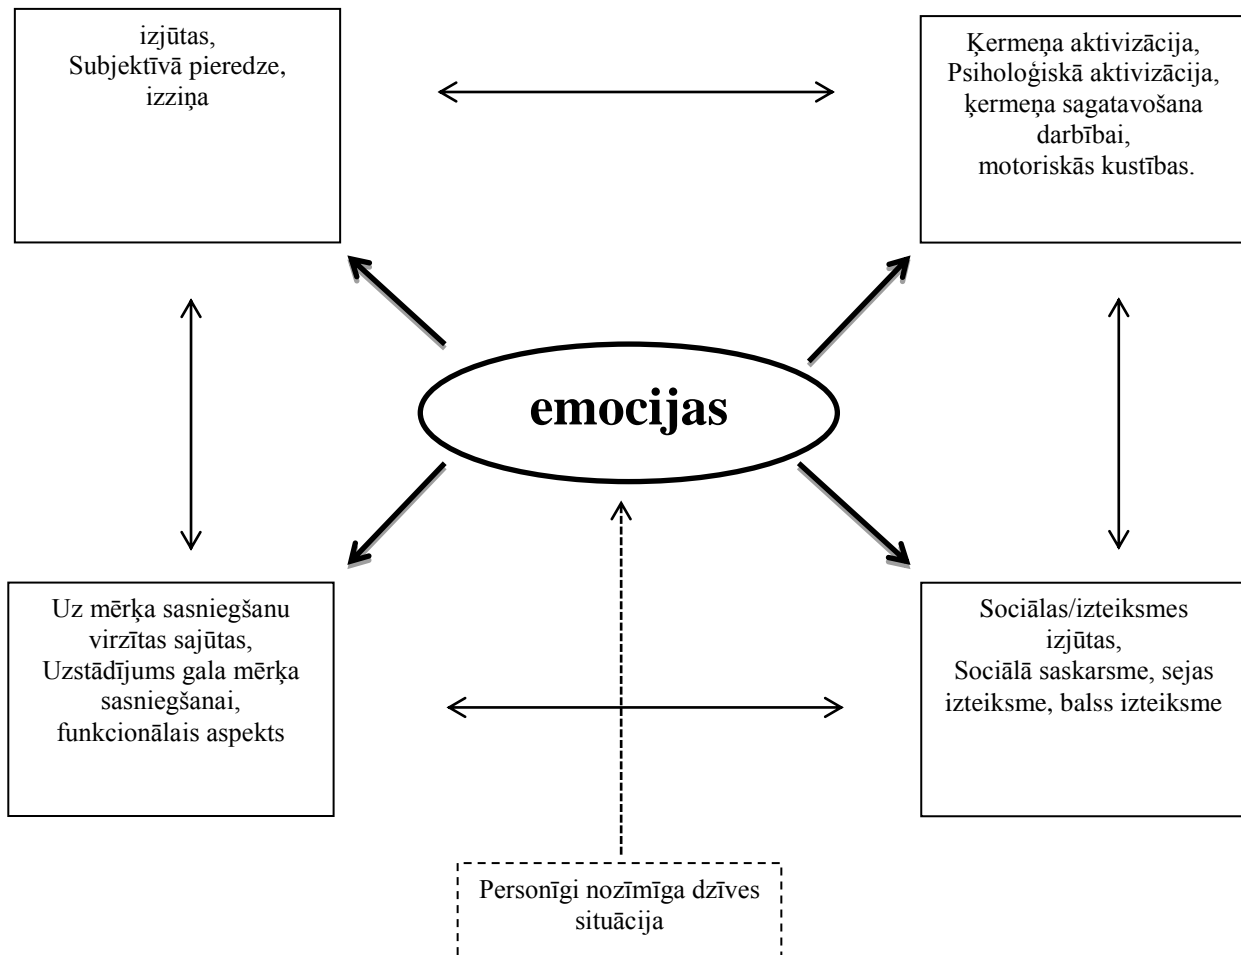 izjūtas,
Subjektīvā pieredze,
izziņa
Ķermeņa aktivizācija,
Psiholoģiskā aktivizācija,
ķermeņa sagatavošana
darbībai,
motoriskās kustības.
emocijas
Uz mērķa sasniegšanu
virzītas sajūtas,
Uzstādījums gala mērķa
sasniegšanai,
funkcionālais aspekts
Sociālas/izteiksmes
izjūtas,
Sociālā saskarsme, sejas
izteiksme, balss izteiksme
Personīgi nozīmīga dzīves
situācija